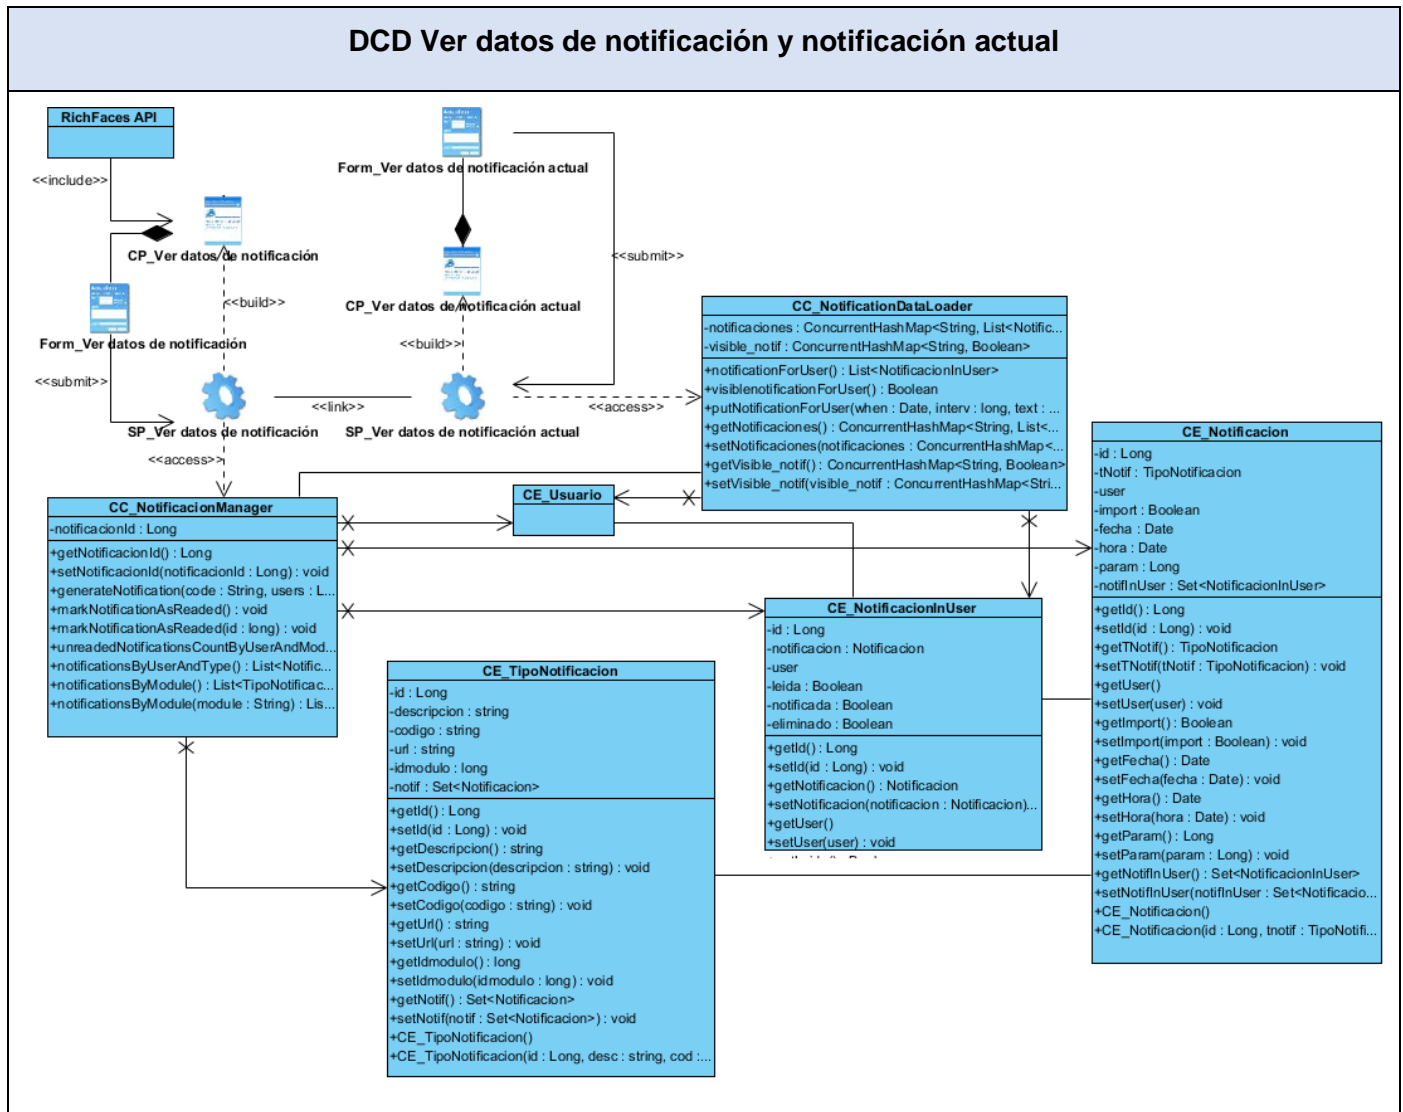 DCD Ver datos de notificación y notificación actual
RichFaces API
<<include>>
CP_Ver datos de notificación
<<build>>
Form_Ver datos de notificación
<<submit>>
SP_Ver datos de notificación
<<access>>
<<link>>
Form_Ver datos de notificación actual
<<submit>>
CP_Ver datos de notificación actual
<<build>>
SP_Ver datos de notificación actual
<<access>>
CC_NotificationDataLoader
-notificaciones : ConcurrentHashMap<String, List<Notific...
-visible_notif : ConcurrentHashMap<String, Boolean>
+notificationForUser() : List<NotificationInUser>
+visiblenotificationForUser() : Boolean
+putNotificationForUser(when : Date, interv : long, text : ...
+getNotificaciones() : ConcurrentHashMap<String, List<...
+setNotificaciones(notificaciones : ConcurrentHashMap<...
+getVisible_notif() : ConcurrentHashMap<String, Boolean>
+setVisible_notif(visible_notif : ConcurrentHashMap<Stri...
CE_Usuario
CC_NotificacionManager
-notificacionId : Long
+getNotificacionId() : Long
+setNotificacionId(notificacionId : Long) : void
+generateNotification(code : String, users : L...
+markNotificationAsReaded() : void
+markNotificationAsReaded(id : long) : void
+unreadedNotificationsCountByUserAndMod...
+notificationsByUserAndType() : List<Notific...
+notificationsByModule() : List<TipoNotificac...
+notificationsByModule(module : String) : Lis...
CE_Notificacion
-id : Long
-tNotif : TipoNotificacion
-user
-import : Boolean
-fecha : Date
-hora : Date
-param : Long
-notifInUser : Set<NotificacionInUser>
+getId() : Long
+setId(id : Long) : void
+getTNotif() : TipoNotificacion
+setTNotif(tNotif : TipoNotificacion) : void
+getUser()
+setUser(user) : void
+getImport() : Boolean
+setImport(import : Boolean) : void
+getFecha() : Date
+setFecha(fecha : Date) : void
+getHora() : Date
+setHora(hora : Date) : void
+getParam() : Long
+setParam(param : Long) : void
+getNotifInUser() : Set<NotificacionInUser>
+setNotifInUser(notifInUser : Set<Notificacio...
+CE_Notificacion()
+CE_Notificacion(id : Long, tnotif : TipoNotifi...
CE_NotificacionInUser
-id : Long
-notificacion : Notificacion
-user
-leida : Boolean
-notificada : Boolean
-eliminado : Boolean
+getId() : Long
+setId(id : Long) : void
+getNotificacion() : Notificacion
+setNotificacion(notificacion : Notificacion)...
+getUser()
+setUser(user) : void
CE_TipoNotificacion
-id : Long
-descripcion : string
-codigo : string
-url : string
-idmodulo : long
-notif : Set<Notificacion>
+getId() : Long
+setId(id : Long) : void
+getDescripcion() : string
+setDescripcion(descripcion : string) : void
+getCodigo() : string
+setCodigo(codigo : string) : void
+getUrl() : string
+setUrl(url : string) : void
+getIdmodulo() : long
+setIdmodulo(idmodulo : long) : void
+getNotif() : Set<Notificacion>
+setNotif(notif : Set<Notificacion>) : void
+CE_TipoNotificacion()
+CE_TipoNotificacion(id : Long, desc : string, cod :...